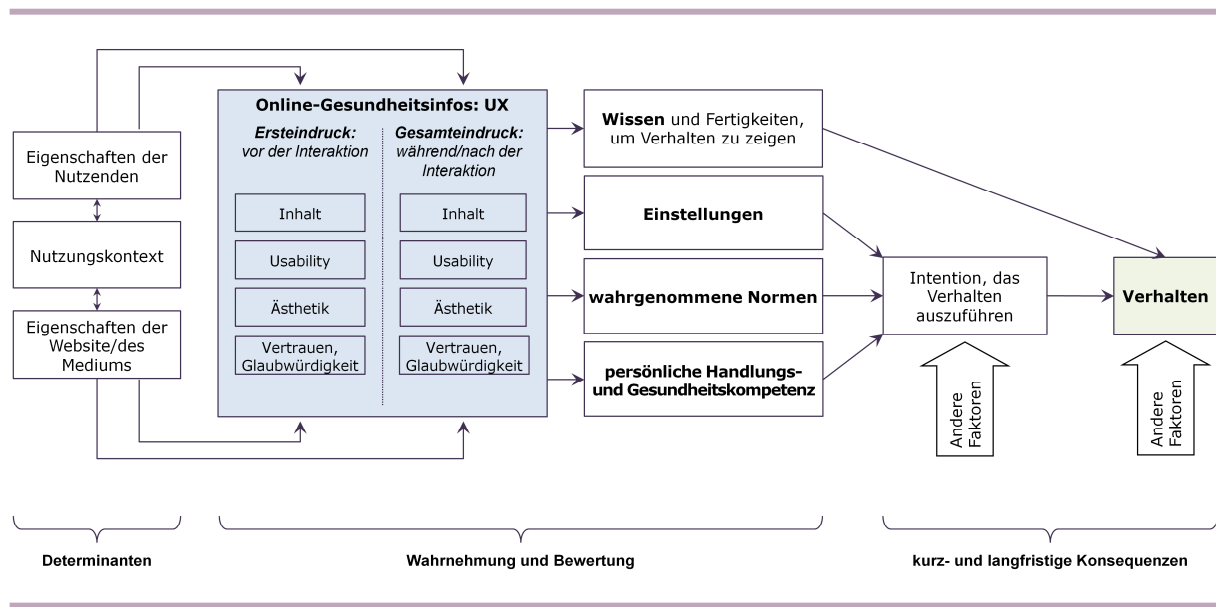 Eigenschaften der
Nutzenden
Nutzungskontext
Eigenschaften der
Website/des
Mediums
Online-Gesundheitsinfos: UX
Ersteindruck:
vor der Interaktion
Inhalt
Usability
Ästhetik
Vertrauen,
Glaubwürdigkeit
Gesamteindruck:
während/nach der
Interaktion
Inhalt
Usability
Ästhetik
Vertrauen,
Glaubwürdigkeit
Wissen und Fertigkeiten,
um Verhalten zu zeigen
Einstellungen
wahrgenommene Normen
persönliche Handlungs-
und Gesundheitskompetenz
Intention, das
Verhalten
auszuführen
Verhalten
Andere
Faktoren
Andere
Faktoren
Determinanten
Wahrnehmung und Bewertung
kurz- und langfristige Konsequenzen